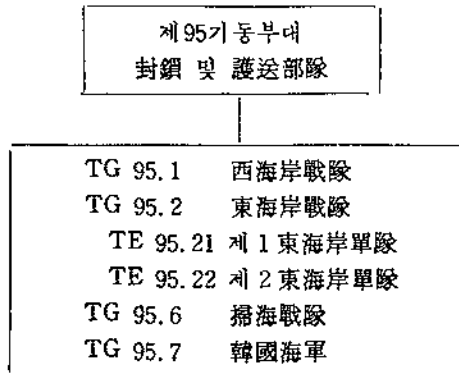 제95기동부대
封鎖 및 護送部隊
TG 95.1 西海岸戰隊
TG 95.2 東海岸戰隊
TE 95.21 제1東海岸單隊
TE 95.22 제2東海岸單隊
TG 95.6 掃海戰隊
TG 95.7 韓國海軍